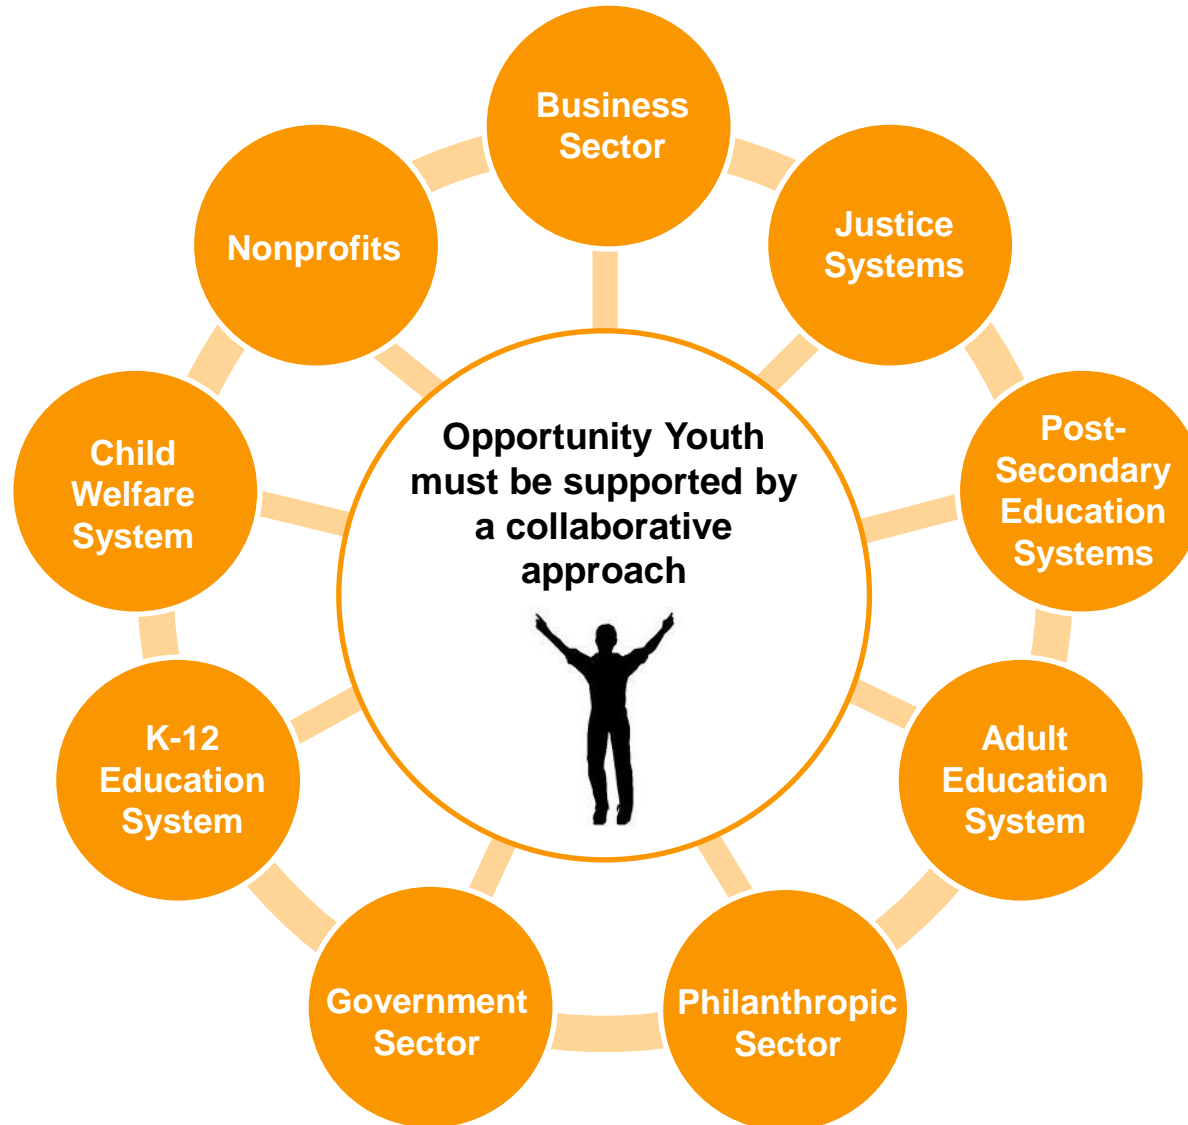 Business
Sector
Justice
Systems
Post-
Secondary
Education
Systems
Adult
Education
System
Philanthropic
Sector
Government
Sector
K-12
Education
System
Child
Welfare
System
Nonprofits
Opportunity Youth
must be supported by
a collaborative
approach